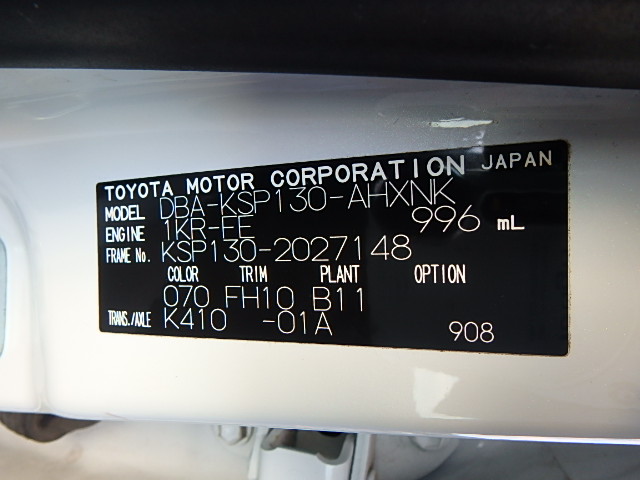 TOYOTA MOTOR CORPORATION JAPAN
MODEL DBA-KSP130-AHXNK
ENGINE 1KR-FE 996 mL
FRAME No. KSP130-2027148
COLOR TRIM PLANT OPTION
070 FH10 B11
TRANS./AXLE K410 -01A 908